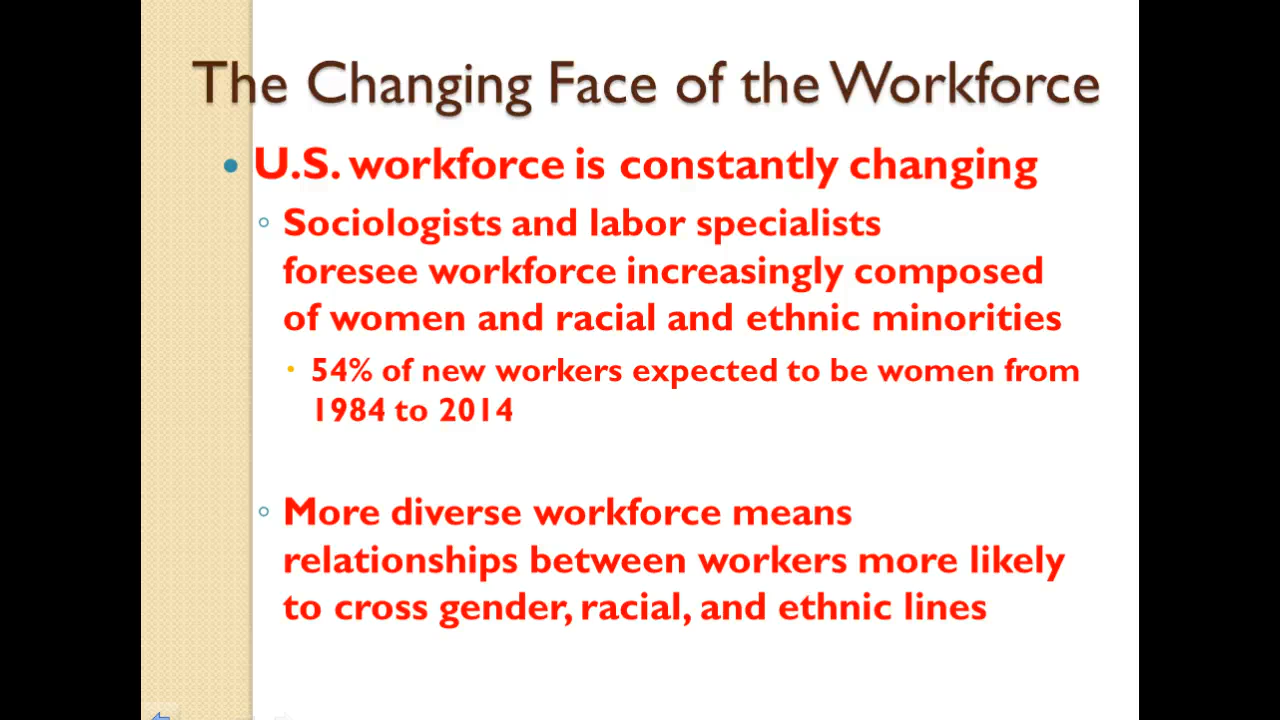 The Changing Face of the Workforce
• U.S. workforce is constantly changing
◦ Sociologists and labor specialists
foresee workforce increasingly composed
of women and racial and ethnic minorities
• 54% of new workers expected to be women from
1984 to 2014
◦ More diverse workforce means
relationships between workers more likely
to cross gender, racial, and ethnic lines